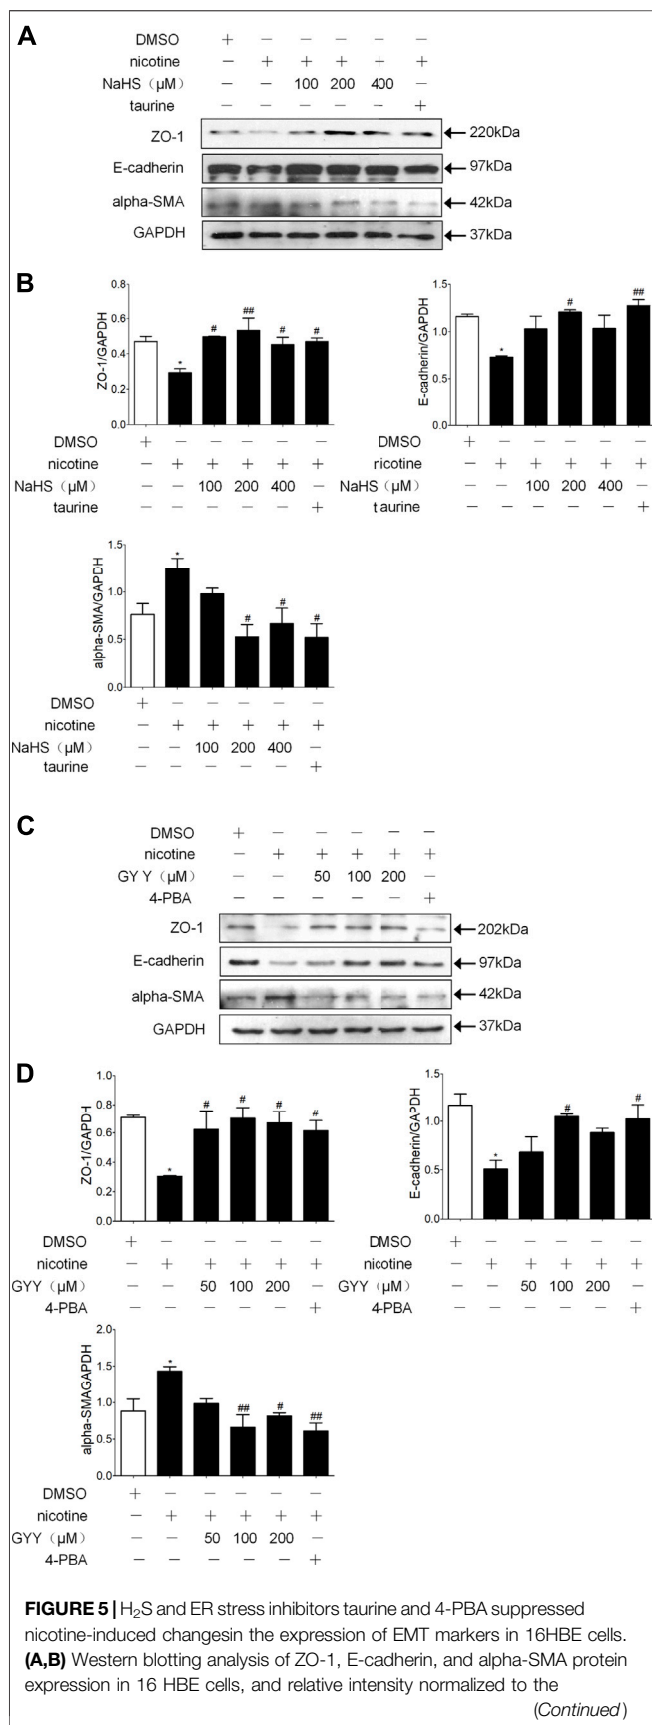 A
DMSO + − − − − −
nicotine − + + + + +
NaHS（μM） − − 100 200 400 −
taurine − − − − − +
ZO-1 220kDa
E-cadherin 97kDa
alpha-SMA 42kDa
GAPDH 37kDa
B
ZO-1/GAPDH
0.8
0.6
0.4
0.2
0.0
* # ## # #
DMSO + − − − − −
nicotine − + + + + +
NaHS（μM） − − 100 200 400 −
taurine − − − − − +
E-cadherin/GAPDH
1.5
1.0
0.5
0.0
* # ##
DMSO + − − − − −
ricotine − + + + + +
NaHS（μM） − − 100 200 400 −
taurine − − − − − +
alpha-SMA/GAPDH
1.5
1.0
0.5
0.0
* # # #
DMSO + − − − − −
nicotine − + + + + +
NaHS（μM） − − 100 200 400 −
taurine − − − − − +
C
DMSO + − − − − −
nicotine − + + + + +
GYY（μM） − − 50 100 200 −
4-PBA − − − − − +
ZO-1 202kDa
E-cadherin 97kDa
alpha-SMA 42kDa
GAPDH 37kDa
D
ZO-1/GAPDH
1.0
0.8
0.6
0.4
0.2
0.0
* # # # #
DMSO + − − − − −
nicotine − + + + + +
GYY（μM） − − 50 100 200 −
4-PBA − − − − − +
E-cadherin/GAPDH
1.5
1.0
0.5
0.0
* # #
DMSO + − − − − −
nicotine − + + + + +
GYY（μM） − − 50 100 200 −
4-PBA − − − − − +
alpha-SMAGAPDH
2.0
1.5
1.0
0.5
0.0
* ## # ##
DMSO + − − − − −
nicotine − + + + + +
GYY（μM） − − 50 100 200 −
4-PBA − − − − − +
FIGURE 5 | H₂S and ER stress inhibitors taurine and 4-PBA suppressed
nicotine-induced changesin the expression of EMT markers in 16HBE cells.
(A,B) Western blotting analysis of ZO-1, E-cadherin, and alpha-SMA protein
expression in 16 HBE cells, and relative intensity normalized to the
(Continued)